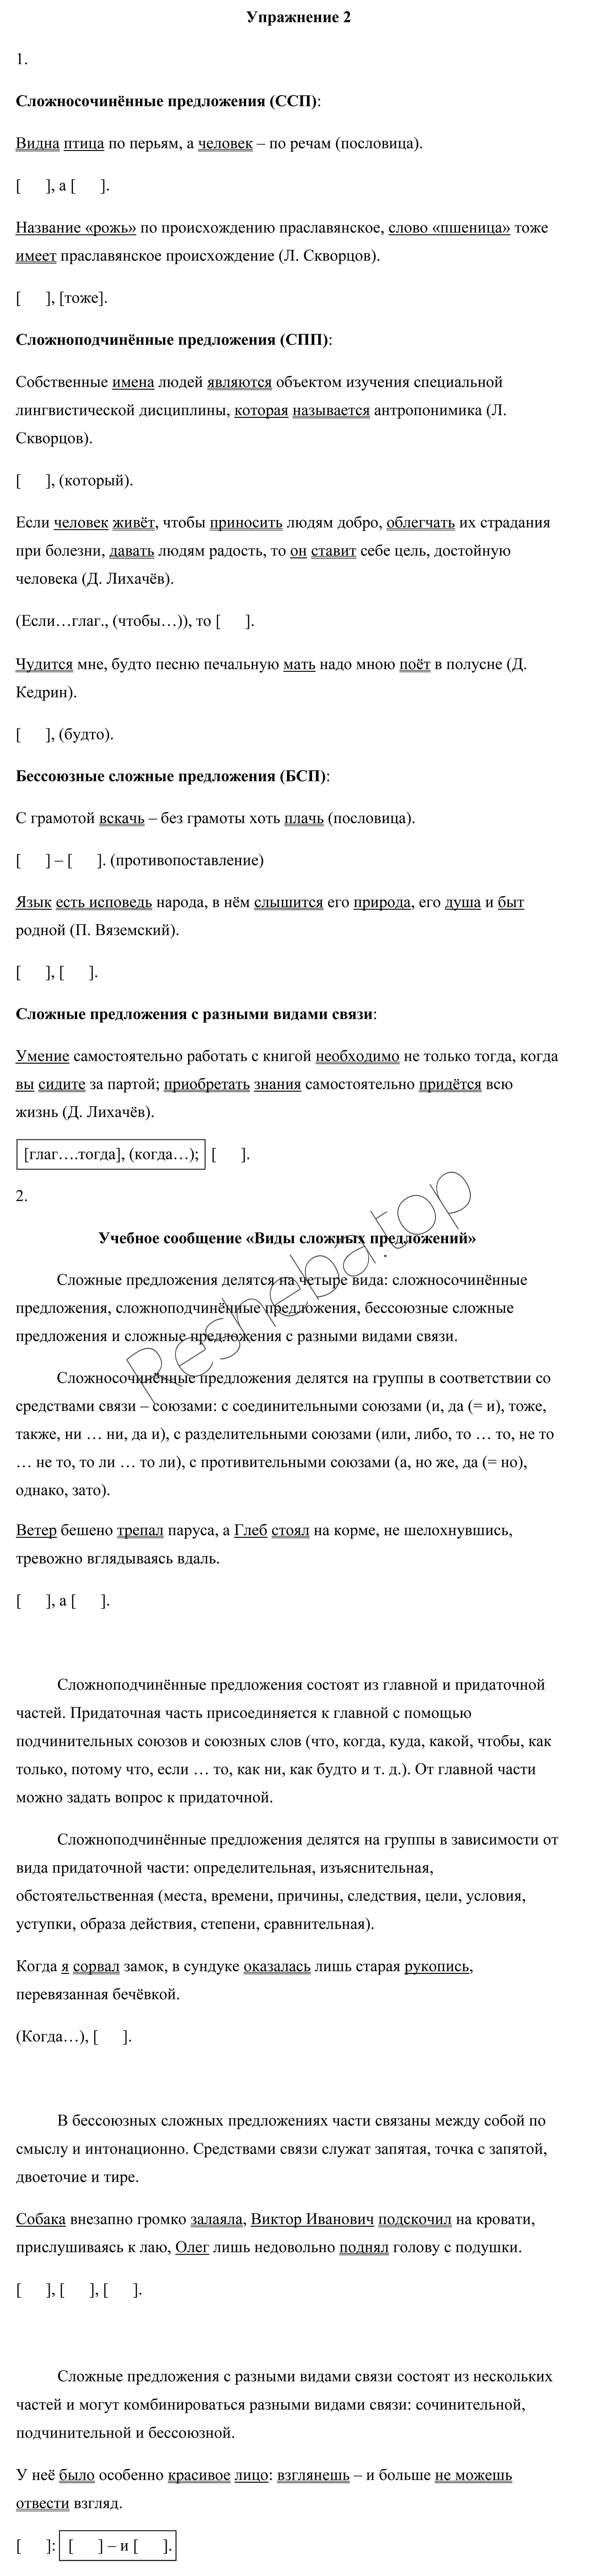 Упражнение 2
1.
Сложносочинённые предложения (ССП):
Видна птица по перьям, а человек – по речам (пословица).
[ ], а [ ].
Название «рожь» по происхождению праславянское, слово «пшеница» тоже
имеет праславянское происхождение (Л. Скворцов).
[ ], [тоже].
Сложноподчинённые предложения (СПП):
Собственные имена людей являются объектом изучения специальной
лингвистической дисциплины, которая называется антропонимика (Л.
Скворцов).
[ ], (который).
Если человек живёт, чтобы приносить людям добро, облегчать их страдания
при болезни, давать людям радость, то он ставит себе цель, достойную
человека (Д. Лихачёв).
(Если…глаг., (чтобы…)), то [ ].
Чудится мне, будто песню печальную мать надо мною поёт в полусне (Д.
Кедрин).
[ ], (будто).
Бессоюзные сложные предложения (БСП):
С грамотой вскачь – без грамоты хоть плачь (пословица).
[ ] – [ ]. (противопоставление)
Язык есть исповедь народа, в нём слышится его природа, его душа и быт
родной (П. Вяземский).
[ ], [ ].
Сложные предложения с разными видами связи:
Умение самостоятельно работать с книгой необходимо не только тогда, когда
вы сидите за партой; приобретать знания самостоятельно придётся всю
жизнь (Д. Лихачёв).
[глаг….тогда], (когда…); [ ].
2.
Учебное сообщение «Виды сложных предложений»
Сложные предложения делятся на четыре вида: сложносочинённые
предложения, сложноподчинённые предложения, бессоюзные сложные
предложения и сложные предложения с разными видами связи.
Resheba.top
Сложносочинённые предложения делятся на группы в соответствии со
средствами связи – союзами: с соединительными союзами (и, да (= и), тоже,
также, ни … ни, да и), с разделительными союзами (или, либо, то … то, не то
… не то, то ли … то ли), с противительными союзами (а, но же, да (= но),
однако, зато).
Ветер бешено трепал паруса, а Глеб стоял на корме, не шелохнувшись,
тревожно вглядываясь вдаль.
[ ], а [ ].
Сложноподчинённые предложения состоят из главной и придаточной
частей. Придаточная часть присоединяется к главной с помощью
подчинительных союзов и союзных слов (что, когда, куда, какой, чтобы, как
только, потому что, если … то, как ни, как будто и т. д.). От главной части
можно задать вопрос к придаточной.
Сложноподчинённые предложения делятся на группы в зависимости от
вида придаточной части: определительная, изъяснительная,
обстоятельственная (места, времени, причины, следствия, цели, условия,
уступки, образа действия, степени, сравнительная).
Когда я сорвал замок, в сундуке оказалась лишь старая рукопись,
перевязанная бечёвкой.
(Когда…), [ ].
В бессоюзных сложных предложениях части связаны между собой по
смыслу и интонационно. Средствами связи служат запятая, точка с запятой,
двоеточие и тире.
Собака внезапно громко залаяла, Виктор Иванович подскочил на кровати,
прислушиваясь к лаю, Олег лишь недовольно поднял голову с подушки.
[ ], [ ], [ ].
Сложные предложения с разными видами связи состоят из нескольких
частей и могут комбинироваться разными видами связи: сочинительной,
подчинительной и бессоюзной.
У неё было особенно красивое лицо: взглянешь – и больше не можешь
отвести взгляд.
[ ]: [ ] – и [ ].